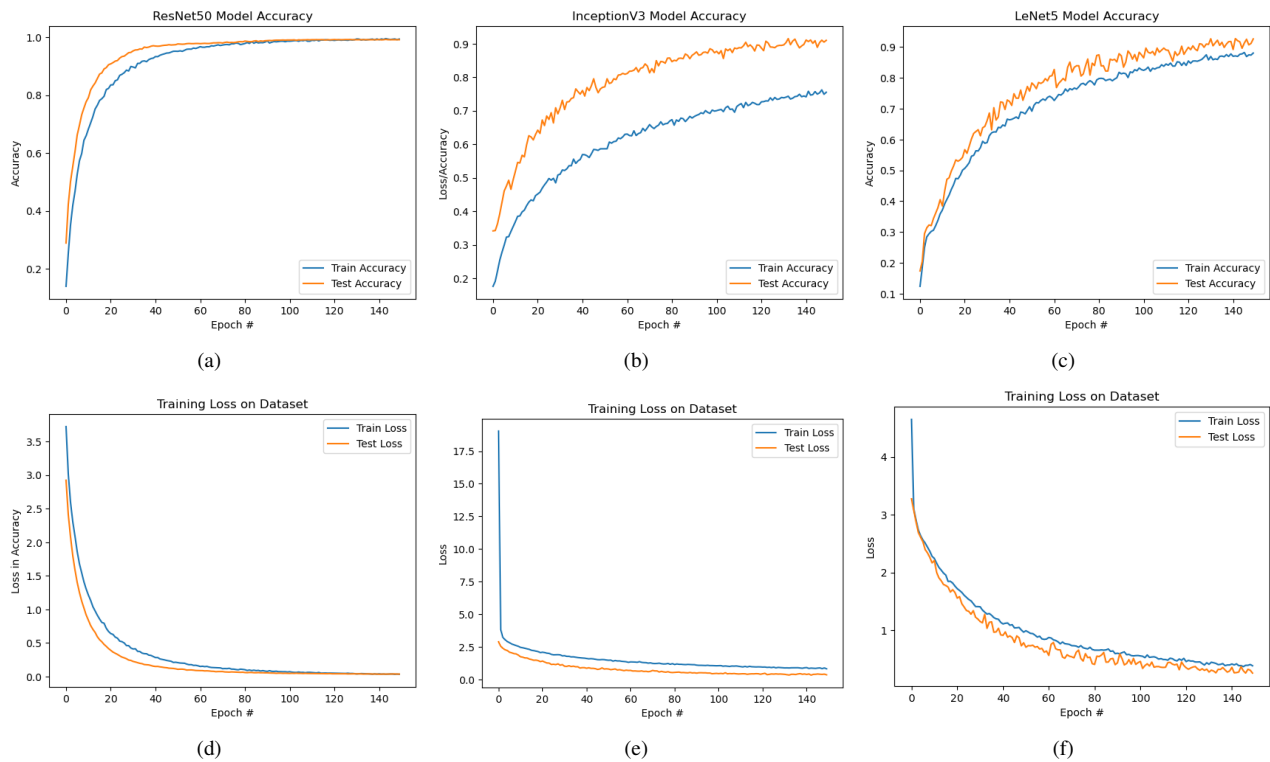 ResNet50 Model Accuracy
1.0
0.8
0.6
0.4
0.2
Accuracy
Train Accuracy
Test Accuracy
0 20 40 60 80 100 120 140
Epoch #
(a)
InceptionV3 Model Accuracy
0.9
0.8
0.7
0.6
0.5
0.4
0.3
0.2
Loss/Accuracy
Train Accuracy
Test Accuracy
0 20 40 60 80 100 120 140
Epoch #
(b)
LeNet5 Model Accuracy
0.9
0.8
0.7
0.6
0.5
0.4
0.3
0.2
0.1
Accuracy
Train Accuracy
Test Accuracy
0 20 40 60 80 100 120 140
Epoch #
(c)
Training Loss on Dataset
3.5
3.0
2.5
2.0
1.5
1.0
0.5
0.0
Loss in Accuracy
Train Loss
Test Loss
0 20 40 60 80 100 120 140
Epoch #
(d)
Training Loss on Dataset
17.5
15.0
12.5
10.0
7.5
5.0
2.5
0.0
Loss
Train Loss
Test Loss
0 20 40 60 80 100 120 140
Epoch #
(e)
Training Loss on Dataset
4
3
2
1
Loss
Train Loss
Test Loss
0 20 40 60 80 100 120 140
Epoch #
(f)